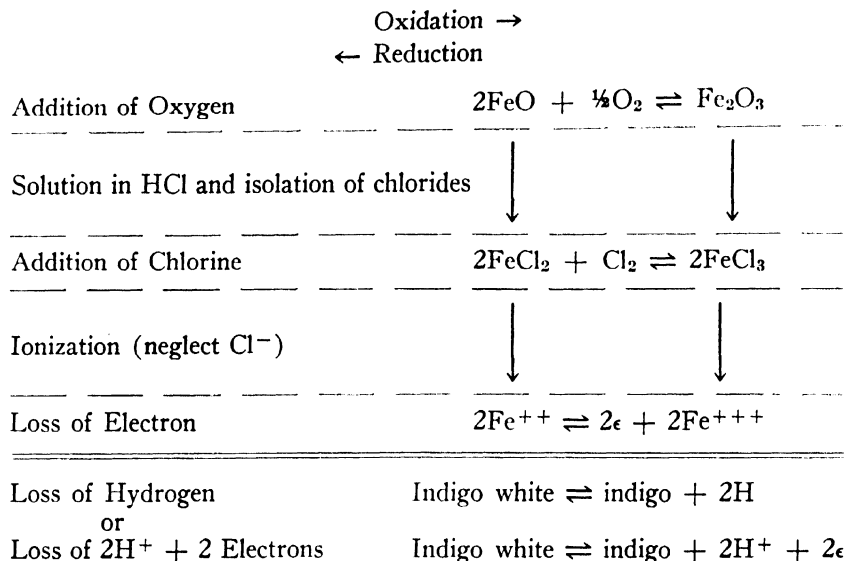 Oxidation →
← Reduction
Addition of Oxygen 2FeO + ½O₂ ⇌ Fe₂O₃
Solution in HCl and isolation of chlorides
Addition of Chlorine 2FeCl₂ + Cl₂ ⇌ 2FeCl₃
Ionization (neglect Cl⁻)
Loss of Electron 2Fe⁺⁺ ⇌ 2ϵ + 2Fe⁺⁺⁺
Loss of Hydrogen Indigo white ⇌ indigo + 2H
or
Loss of 2H⁺ + 2 Electrons Indigo white ⇌ indigo + 2H⁺ + 2ϵ